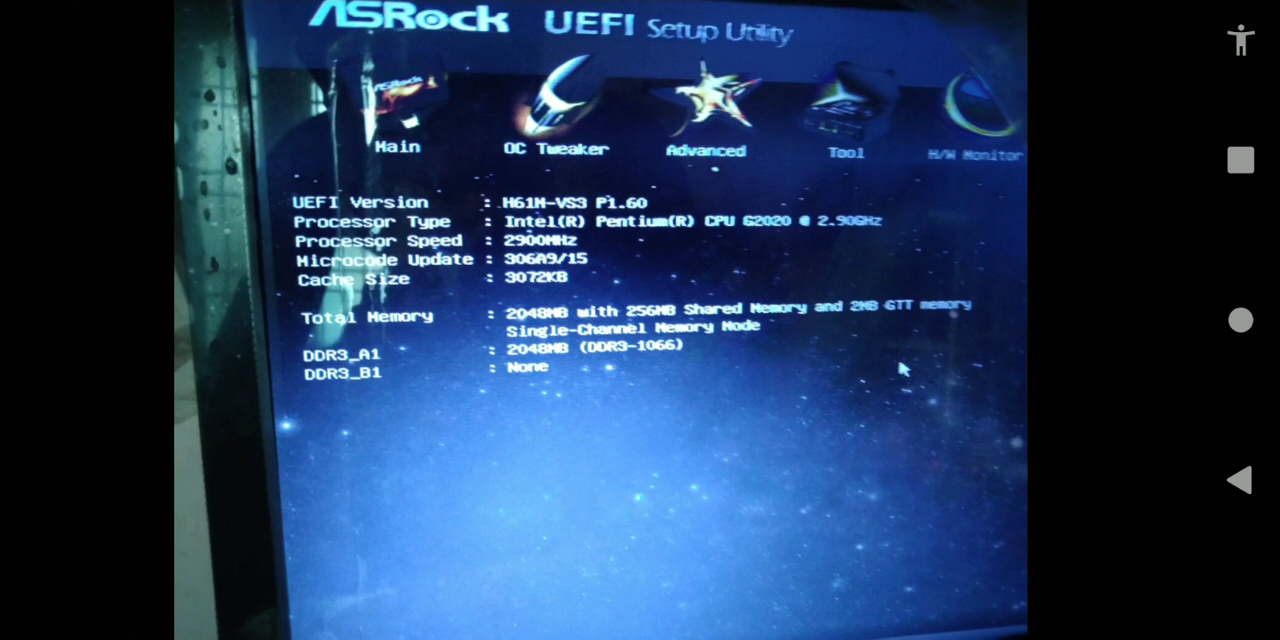 ASRock UEFI Setup Utility
ASRock
Main OC Tweaker Advanced Tool H/W Monitor
UEFI Version : H61M-VS3 P1.60
Processor Type : Intel(R) Pentium(R) CPU G2020 @ 2.90GHz
Processor Speed : 2900MHz
Microcode Update : 306A9/15
Cache Size : 3072KB
Total Memory : 2048MB with 256MB Shared Memory and 2MB GTT memory
Single-Channel Memory Mode
DDR3_A1 : 2048MB (DDR3-1066)
DDR3_B1 : None